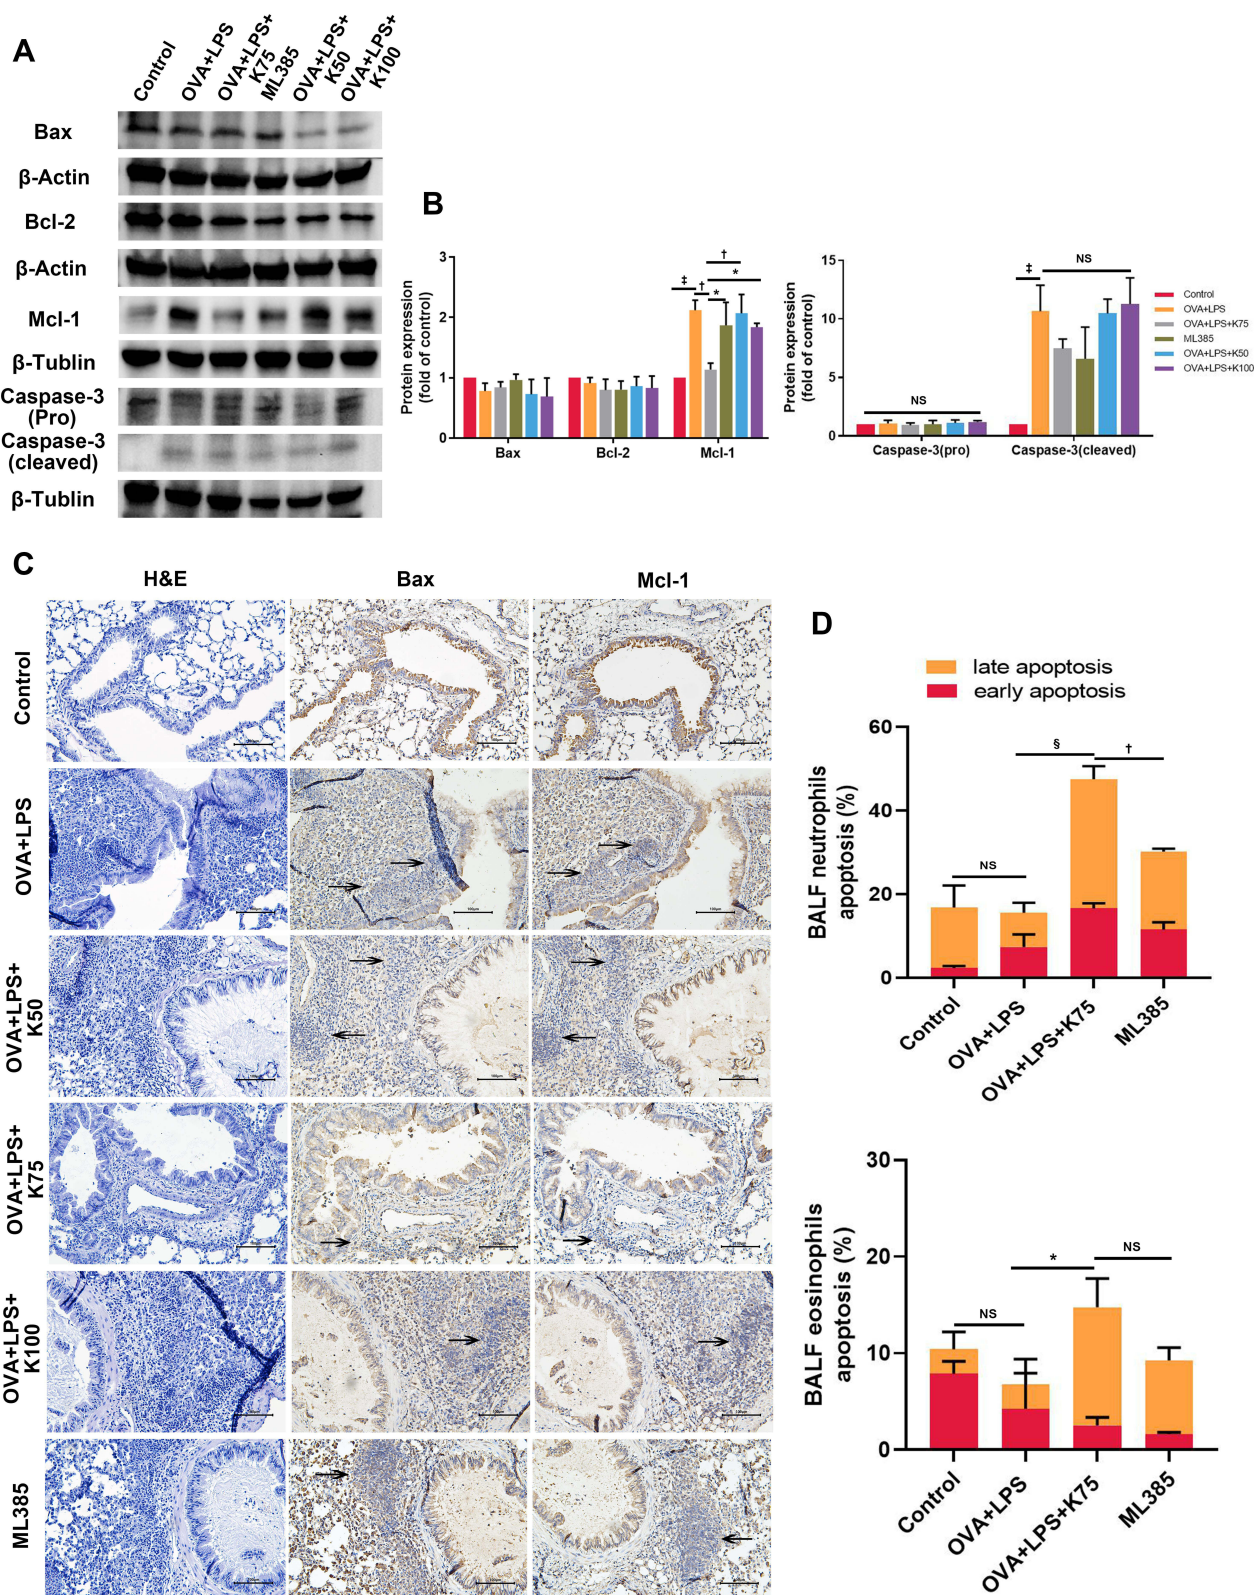 A
Control
OVA+LPS
OVA+LPS+
K75
ML385
OVA+LPS+
K50
OVA+LPS+
K100
Bax
β-Actin
Bcl-2
β-Actin
Mcl-1
β-Tublin
Caspase-3
(Pro)
Caspase-3
(cleaved)
β-Tublin
B
Protein expression
(fold of control)
3
2
1
0
‡
†
*
†
*
Bax
Bcl-2
Mcl-1
Protein expression
(fold of control)
15
10
5
0
NS
‡
NS
Caspase-3(pro)
Caspase-3(cleaved)
Control
OVA+LPS
OVA+LPS+K75
ML385
OVA+LPS+K50
OVA+LPS+K100
C
H&E
Bax
Mcl-1
Control
OVA+LPS
OVA+LPS+
K50
OVA+LPS+
K75
OVA+LPS+
K100
ML385
D
late apoptosis
early apoptosis
BALF neutrophils
apoptosis (%)
60
40
20
0
NS
§
†
Control
OVA+LPS
OVA+LPS+K75
ML385
BALF eosinophils
apoptosis (%)
30
20
10
0
NS
*
NS
Control
OVA+LPS
OVA+LPS+K75
ML385